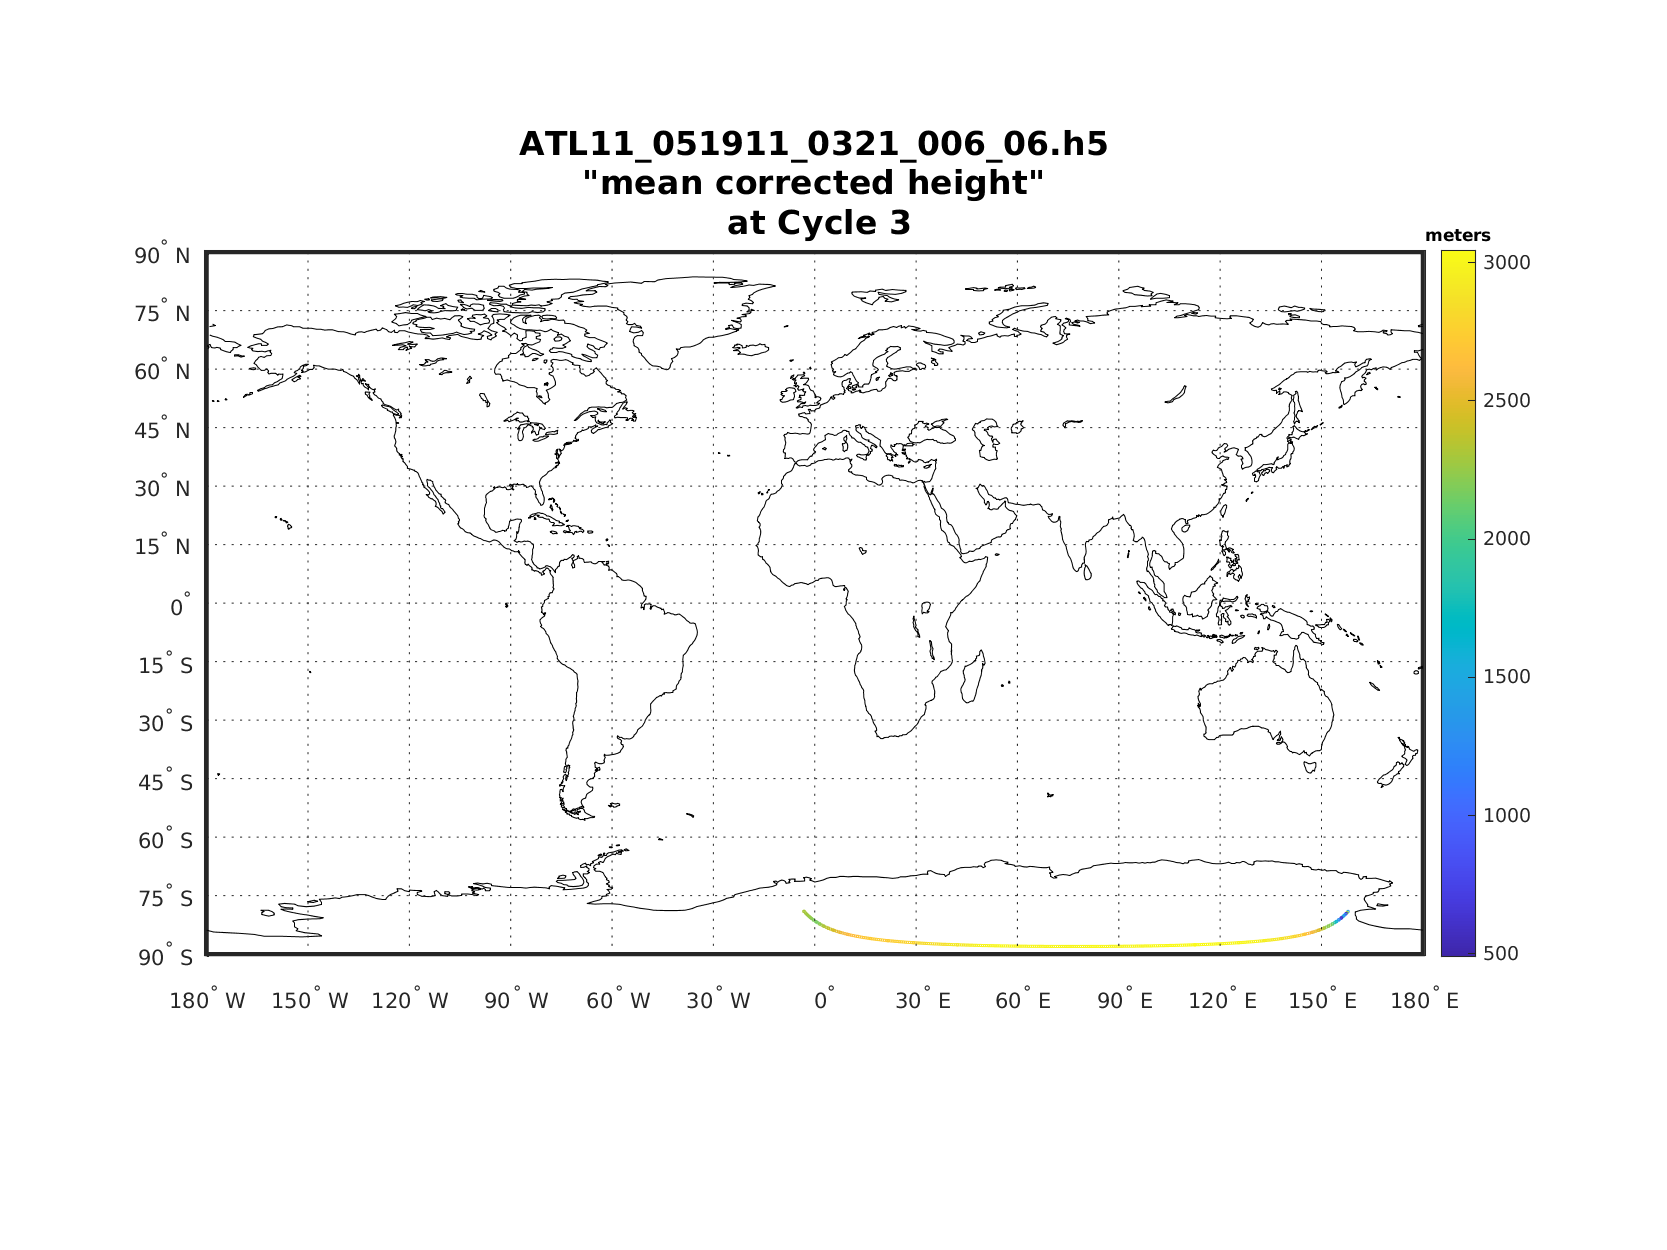 ATL11_051911_0321_006_06.h5
"mean corrected height"
at Cycle 3
meters
90° N
75° N
60° N
45° N
30° N
15° N
0°
15° S
30° S
45° S
60° S
75° S
90° S
180° W 150° W 120° W 90° W 60° W 30° W 0° 30° E 60° E 90° E 120° E 150° E 180° E
3000
2500
2000
1500
1000
500